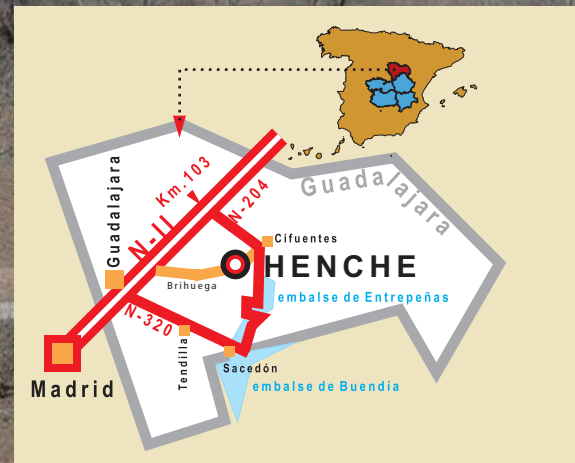 Guadalajara
Guadalajara
Km.103
N-II
N-204
Cifuentes
HENCHE
Brihuega
embalse de Entrepeñas
N-320
Tendilla
Sacedón
Madrid
embalse de Buendía